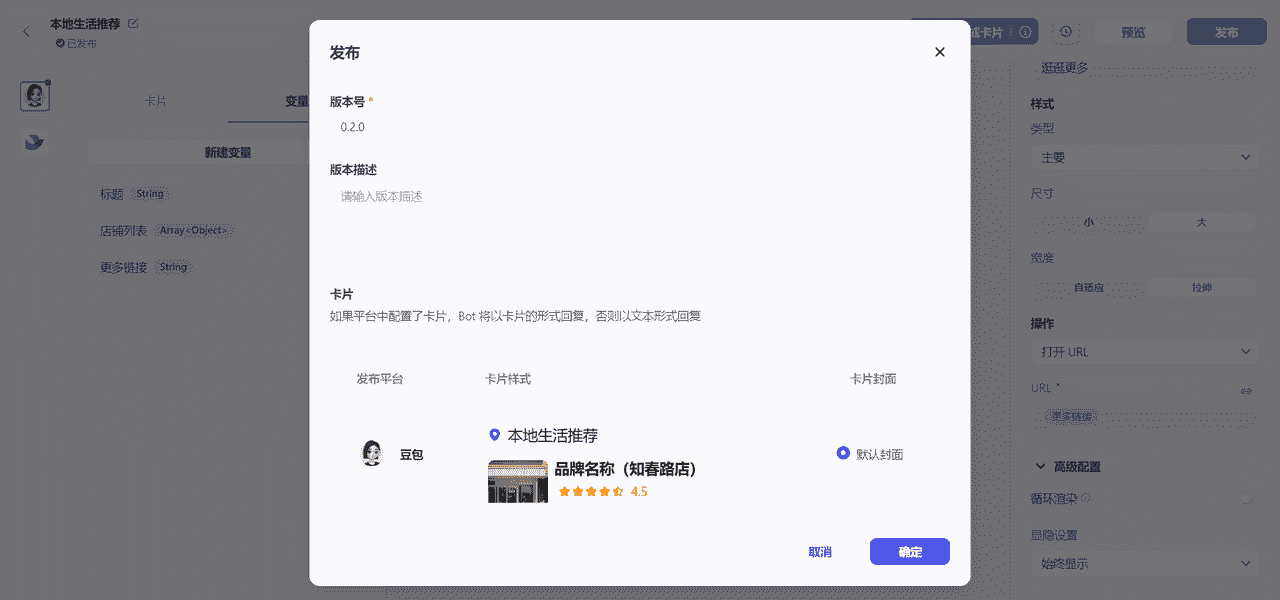 本地生活推荐
已发布
成卡片
预览
发布
卡片
变量
新建变量
标题 String
店铺列表 Array<Object>
更多链接 String
发布
版本号 *
0.2.0
版本描述
请输入版本描述
卡片
如果平台中配置了卡片，Bot 将以卡片的形式回复，否则以文本形式回复
发布平台 卡片样式 卡片封面
豆包
本地生活推荐
品牌名称（知春路店）
4.5
默认封面
取消
确定
逛逛更多
样式
类型
主要
尺寸
小 大
宽度
自适应 拉伸
操作
打开 URL
URL *
更多链接
高级配置
循环渲染
显隐设置
始终显示